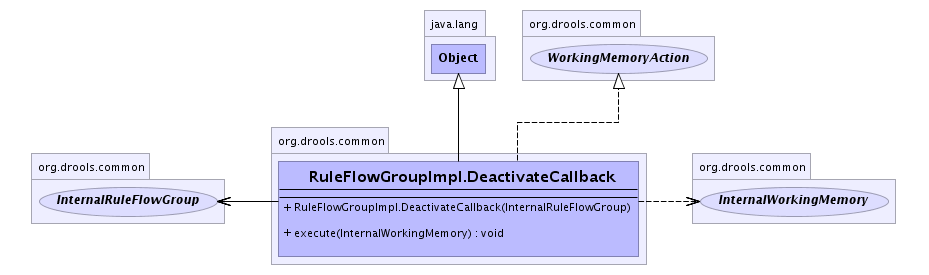 java.lang
Object
org.drools.common
WorkingMemoryAction
org.drools.common
InternalRuleFlowGroup
org.drools.common
RuleFlowGroupImpl.DeactivateCallback
+ RuleFlowGroupImpl.DeactivateCallback(InternalRuleFlowGroup)
+ execute(InternalWorkingMemory) : void
org.drools.common
InternalWorkingMemory